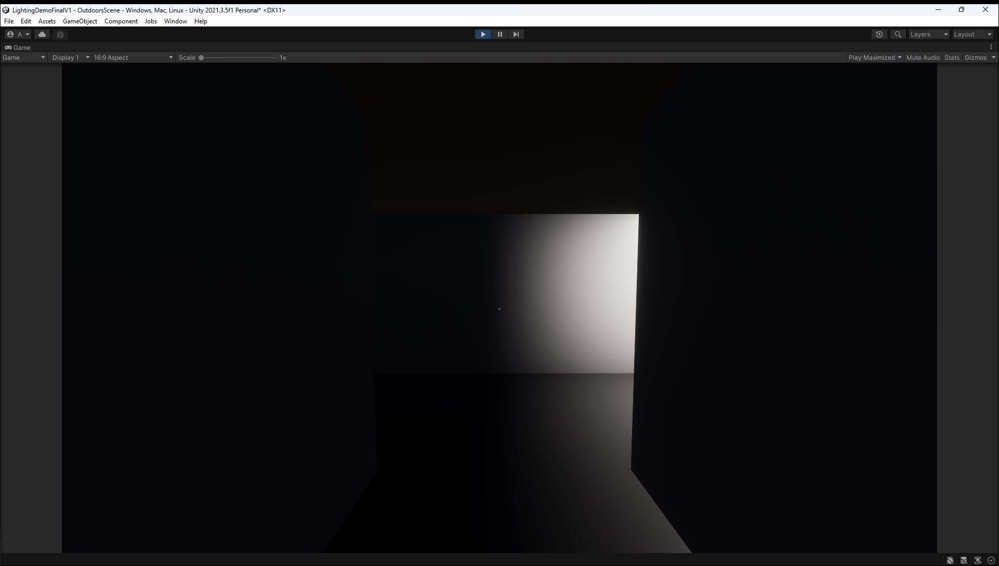 LightingDemoFinalV1 - OutdoorsScene - Windows, Mac, Linux - Unity 2021.3.5f1 Personal* <DX11>
File Edit Assets GameObject Component Jobs Window Help
A Layers Layout
Game
Game Display 1 16:9 Aspect Scale 1x Play Maximized Mute Audio Stats Gizmos